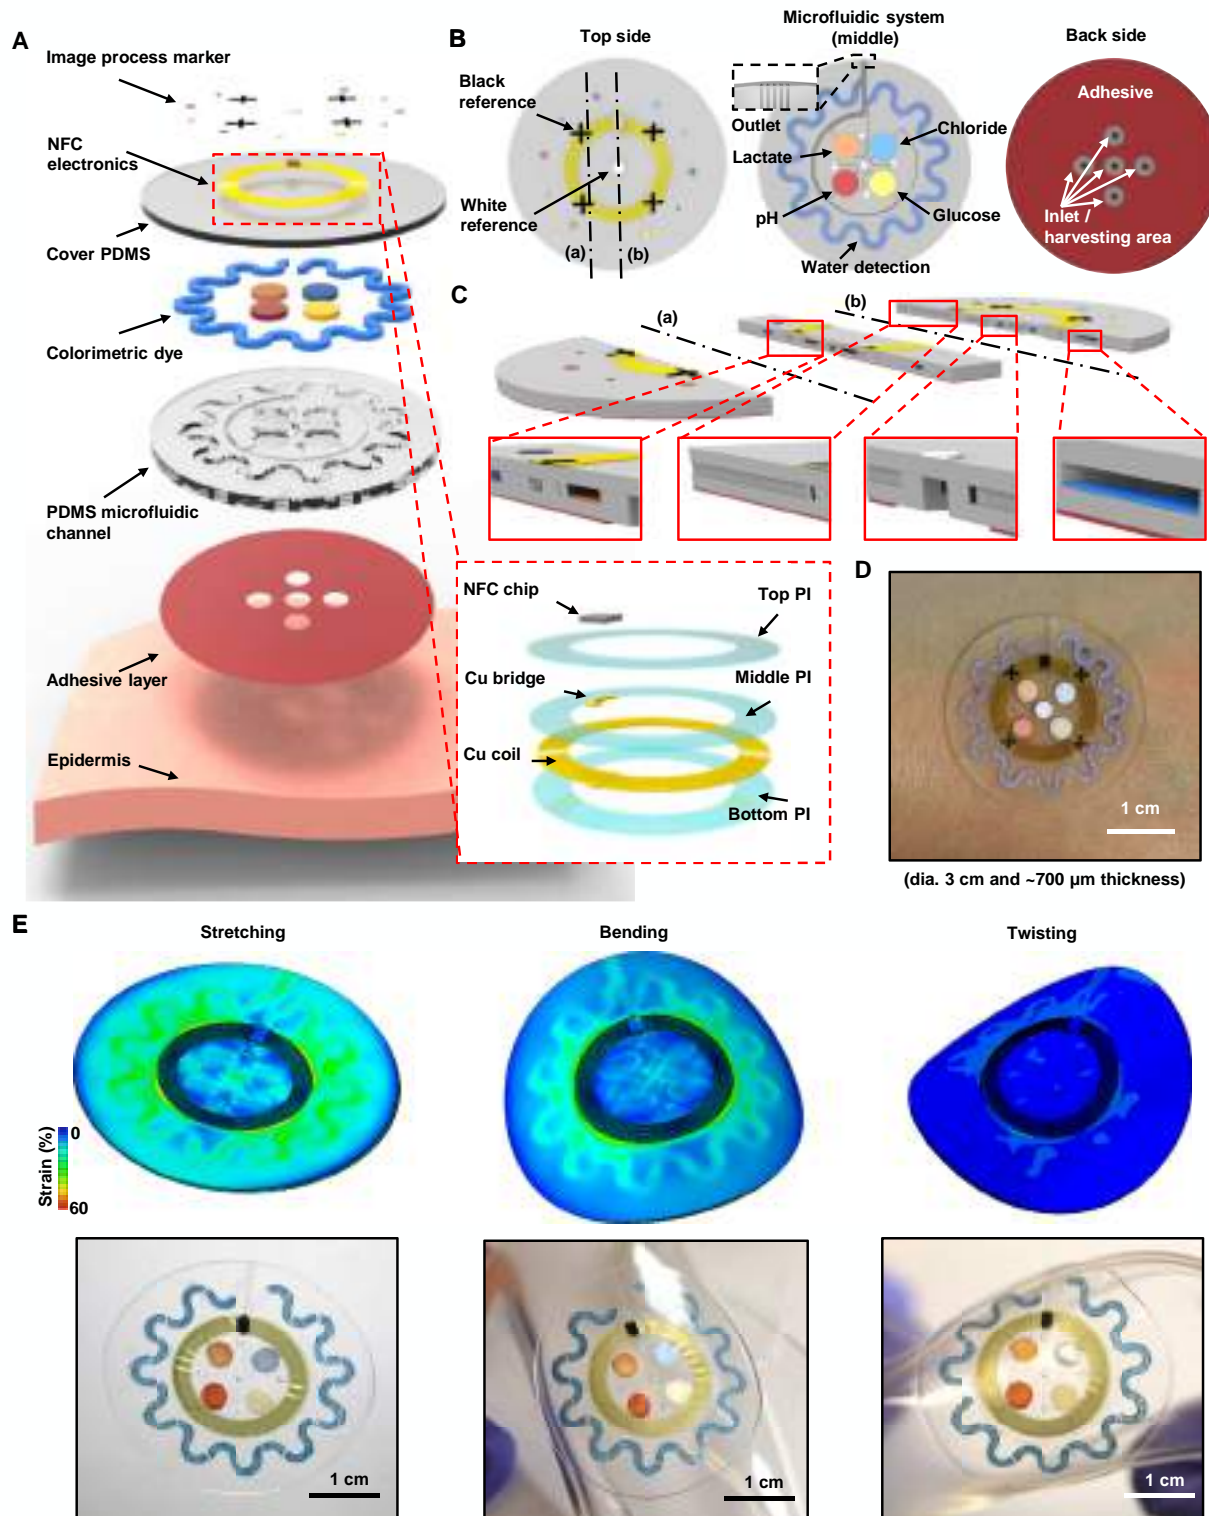 A
Image process marker
NFC
electronics
Cover PDMS
Colorimetric dye
PDMS microfluidic
channel
Adhesive layer
Epidermis
B
Top side
Black
reference
White
reference
(a)
(b)
Microfluidic system
(middle)
Outlet
Lactate
Chloride
pH
Glucose
Water detection
Back side
Adhesive
Inlet /
harvesting area
C
(a)
(b)
NFC chip
Top PI
Cu bridge
Middle PI
Cu coil
Bottom PI
D
1 cm
(dia. 3 cm and ~700 µm thickness)
E
Stretching
Bending
Twisting
Strain (%)
0
60
1 cm
1 cm
1 cm